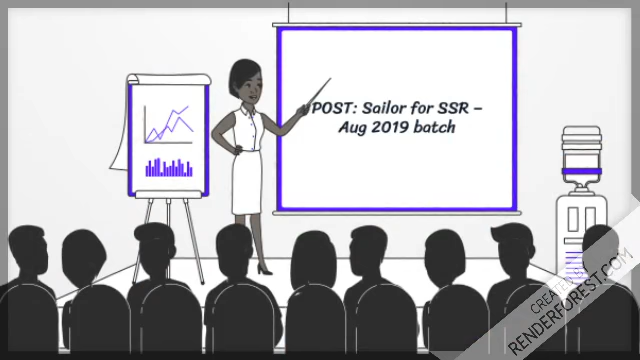 POST: Sailor for SSR –
Aug 2019 batch
CREATED USING
RENDERFOREST.COM